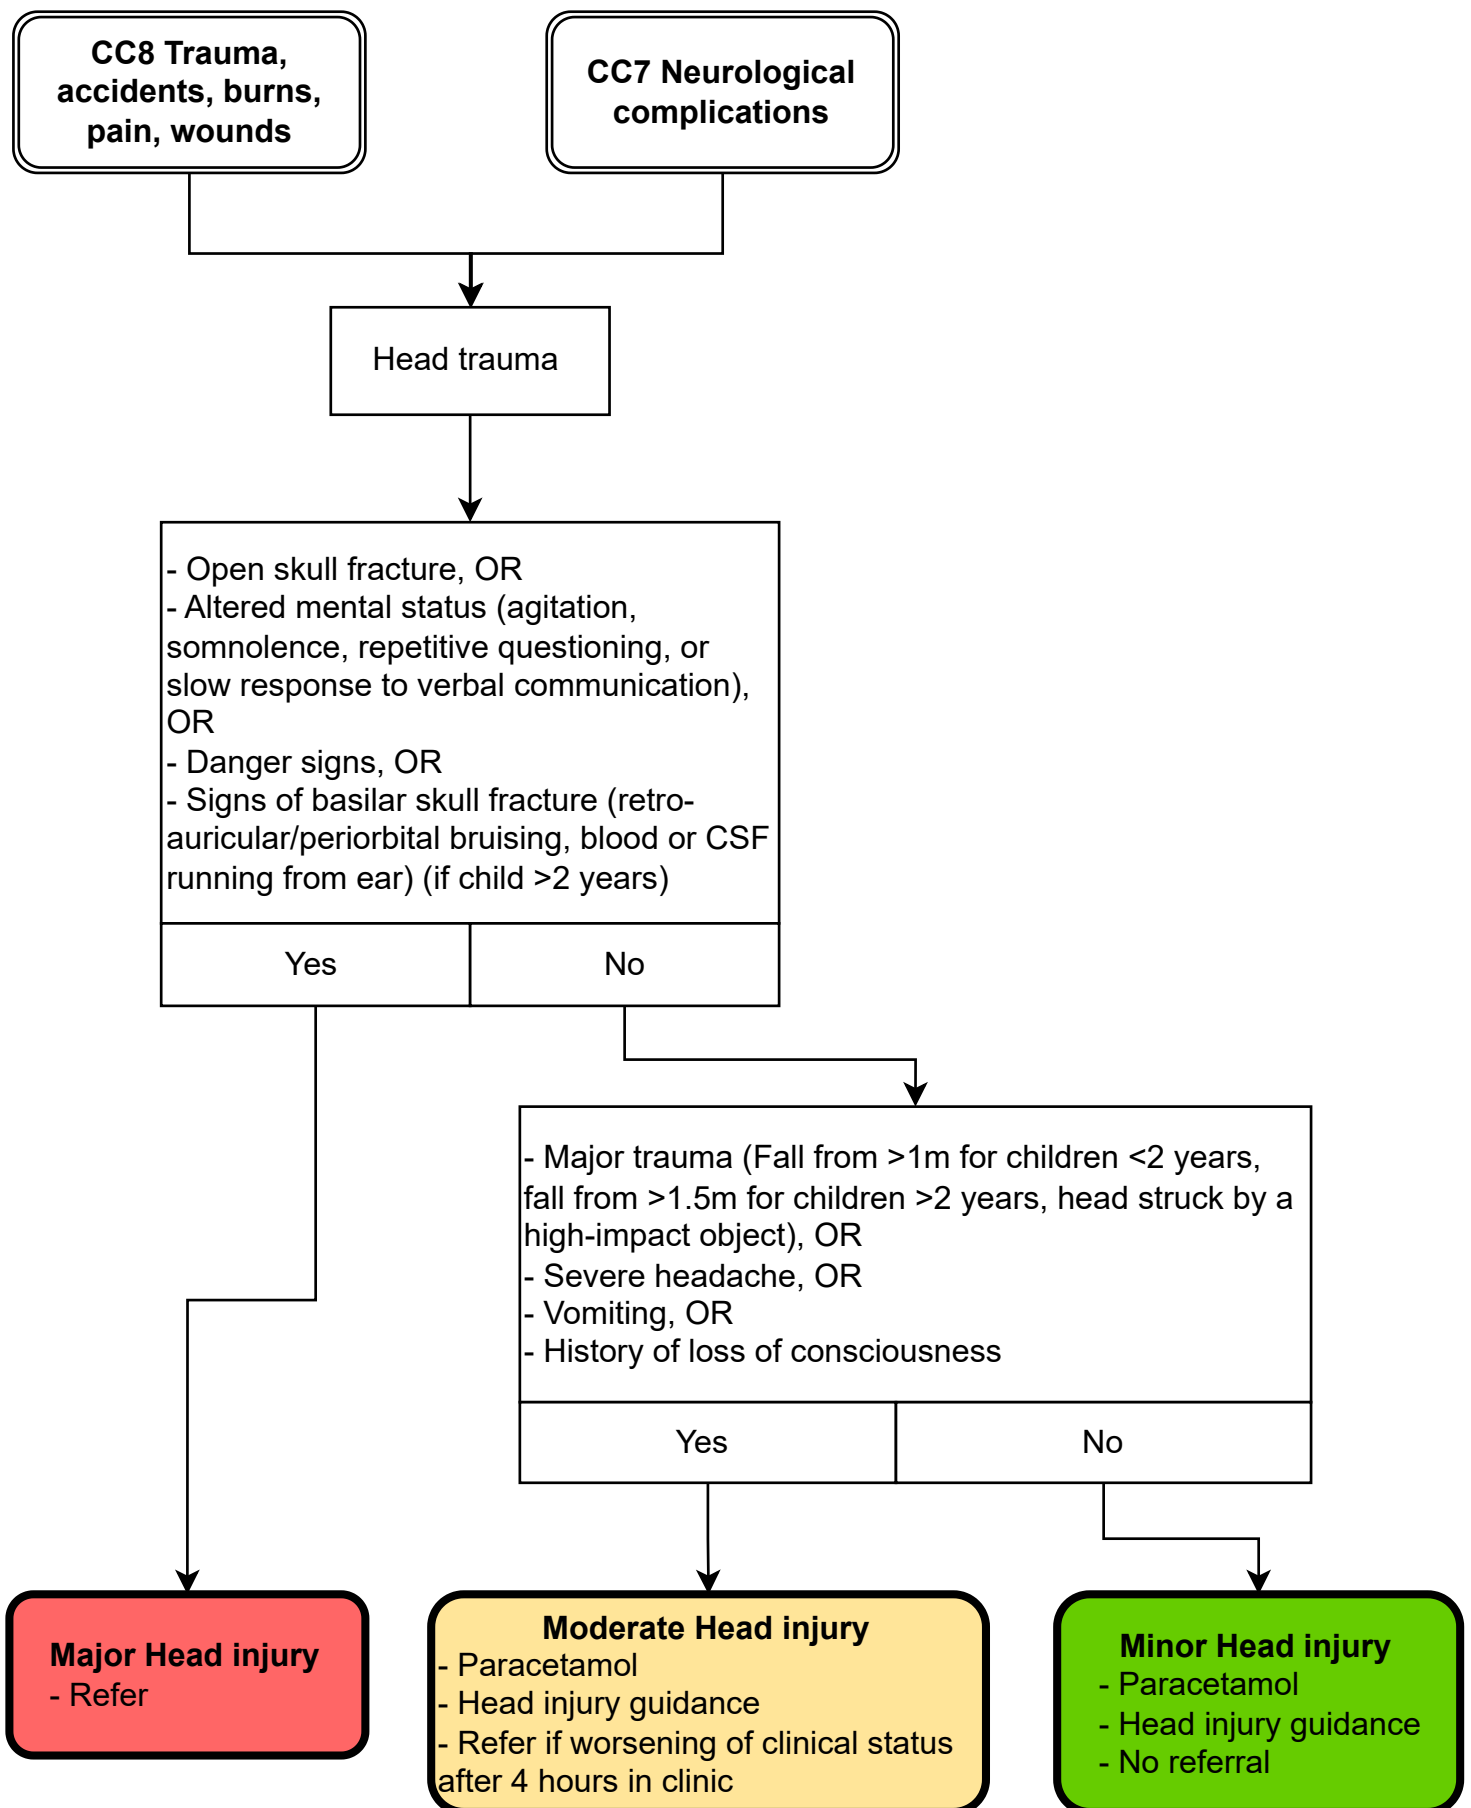 CC8 Trauma,
accidents, burns,
pain, wounds
CC7 Neurological
complications
Head trauma
- Open skull fracture, OR
- Altered mental status (agitation,
somnolence, repetitive questioning, or
slow response to verbal communication),
OR
- Danger signs, OR
- Signs of basilar skull fracture (retro-
auricular/periorbital bruising, blood or CSF
running from ear) (if child >2 years)
Yes
No
- Major trauma (Fall from >1m for children <2 years,
fall from >1.5m for children >2 years, head struck by a
high-impact object), OR
- Severe headache, OR
- Vomiting, OR
- History of loss of consciousness
Yes
No
Major Head injury
- Refer
Moderate Head injury
- Paracetamol
- Head injury guidance
- Refer if worsening of clinical status
after 4 hours in clinic
Minor Head injury
- Paracetamol
- Head injury guidance
- No referral